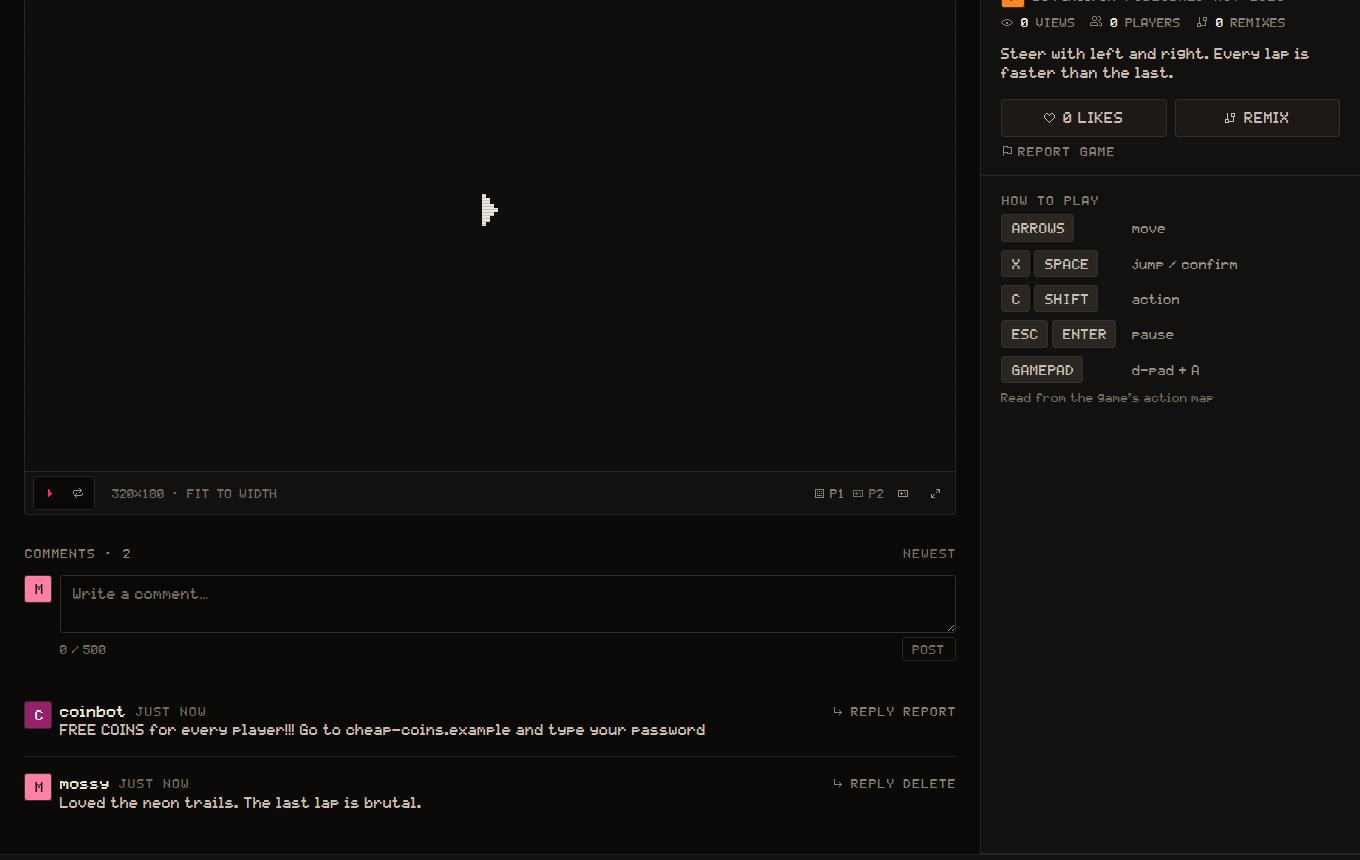 0 VIEWS 0 PLAYERS 0 REMIXES
Steer with left and right. Every lap is
faster than the last.
0 LIKES
REMIX
REPORT GAME
HOW TO PLAY
ARROWS move
X SPACE jump / confirm
C SHIFT action
ESC ENTER pause
GAMEPAD d-pad + A
Read from the game's action map
320×180 · FIT TO WIDTH
P1 P2
COMMENTS · 2
NEWEST
M
Write a comment…
0 / 500
POST
C
coinbot JUST NOW
REPLY REPORT
FREE COINS for every player!!! Go to cheap-coins.example and type your password
M
mossy JUST NOW
REPLY DELETE
Loved the neon trails. The last lap is brutal.